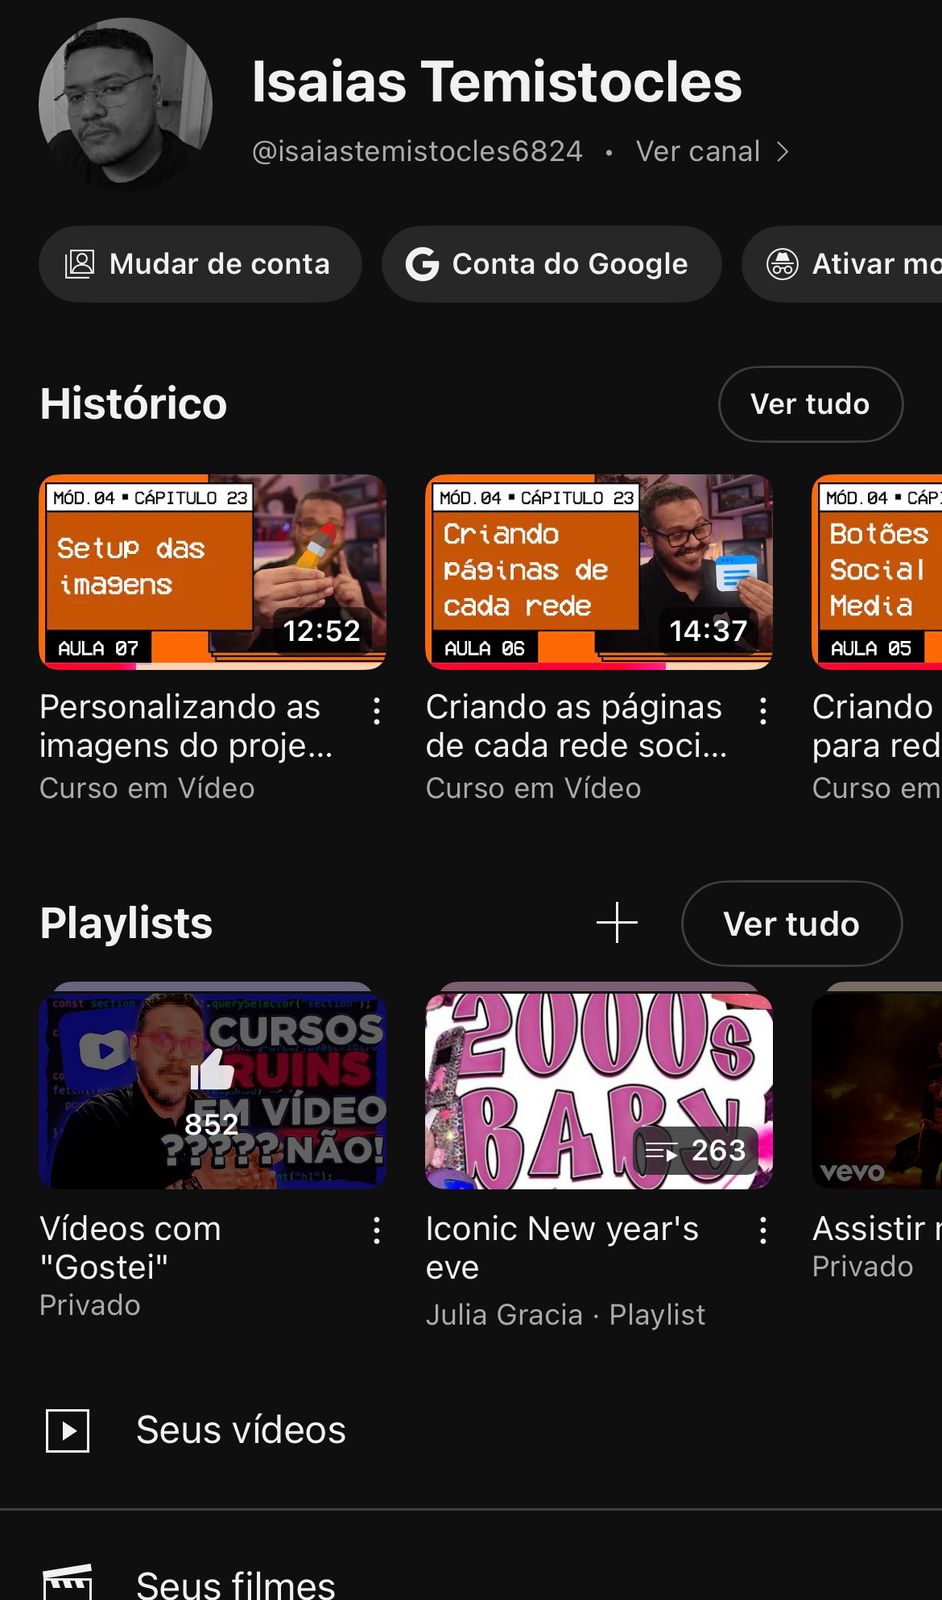 Isaias Temistocles
@isaiastemistocles6824 • Ver canal
Mudar de conta
Conta do Google
Ativar mo
Histórico
Ver tudo
MÓD.04 ▪ CÁPITULO 23
Setup das
imagens
12:52
AULA 07
MÓD.04 ▪ CÁPITULO 23
Criando
páginas de
cada rede
14:37
AULA 06
MÓD.04 ▪ CÁPI
Botões
Social
Media
AULA 05
Personalizando as
imagens do proje...
Curso em Vídeo
Criando as páginas
de cada rede soci...
Curso em Vídeo
Criando
para red
Curso em
Playlists
Ver tudo
CURSOS
RUINS
EM VÍDEO
?????NÃO!
852
2000s
BABY
263
vevo
Vídeos com
"Gostei"
Privado
Iconic New year's
eve
Julia Gracia · Playlist
Assistir
Privado
Seus vídeos
Seus filmes